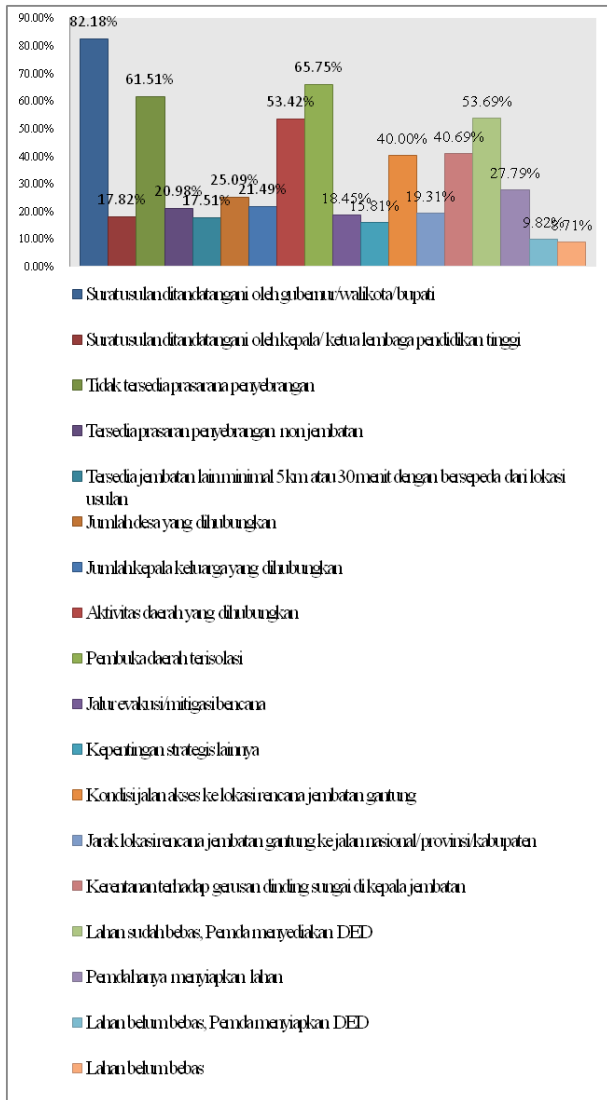 90.00%
80.00%
70.00%
60.00%
50.00%
40.00%
30.00%
20.00%
10.00%
0.00%
82.18%
17.82%
61.51%
20.98%
17.51%
25.09%
21.49%
53.42%
65.75%
18.45%
15.81%
40.00%
19.31%
40.69%
53.69%
27.79%
9.82%
8.71%
Surat usulan ditandatangani oleh gubernur/walikota/bupati
Surat usulan ditandatangani oleh kepala/ ketua lembaga pendidikan tinggi
Tidak tersedia prasarana penyebrangan
Tersedia prasaran penyebrangan non jembatan
Tersedia jembatan lain minimal 5 km atau 30 menit dengan bersepeda dari lokasi
usulan
Jumlah desa yang dihubungkan
Jumlah kepala keluarga yang dihubungkan
Aktivitas daerah yang dihubungkan
Pembuka daerah terisolasi
Jalur evakusi/mitigasi bencana
Kepentingan strategis lainnya
Kondisi jalan akses ke lokasi rencana jembatan gantung
Jarak lokasi rencana jembatan gantung ke jalan nasional/provinsi/kabupaten
Kerentanan terhadap gerusan dinding sungai di kepala jembatan
Lahan sudah bebas, Pemda menyediakan DED
Pemda hanya menyiapkan lahan
Lahan belum bebas, Pemda menyiapkan DED
Lahan belum bebas